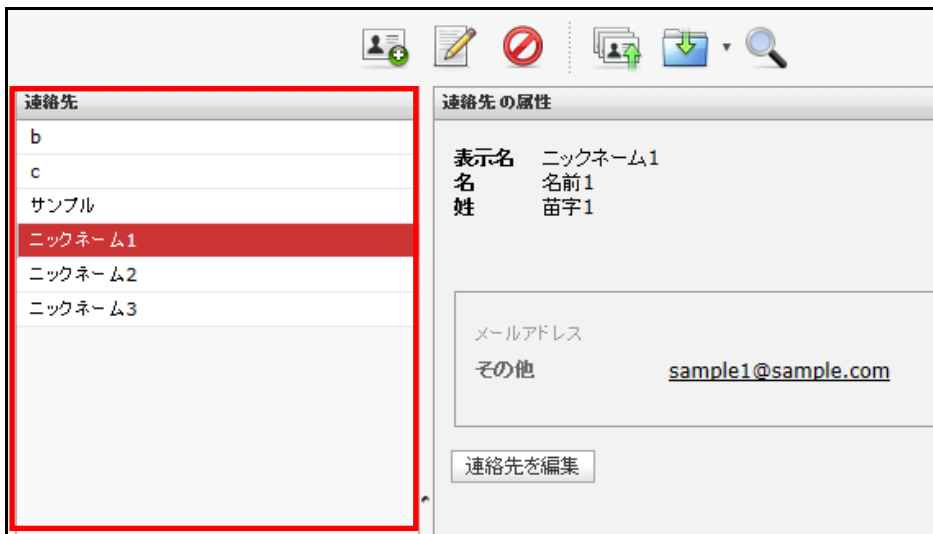 連絡先
b
c
サンプル
ニックネーム1
ニックネーム2
ニックネーム3
連絡先の属性
表示名 ニックネーム1
名 名前1
姓 苗字1
メールアドレス
その他 sample1@sample.com
連絡先を編集